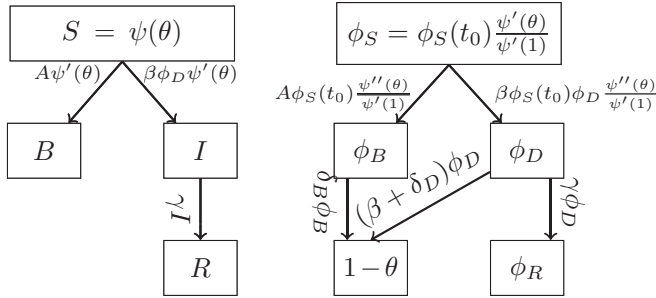 S = ψ(θ)
Aψ′(θ) βϕ_Dψ′(θ)
B I
γI
R
ϕ_S = ϕ_S(t_0) ψ′(θ)/ψ′(1)
Aϕ_S(t_0) ψ′′(θ)/ψ′(1) βϕ_S(t_0)ϕ_D ψ′′(θ)/ψ′(1)
ϕ_B ϕ_D
δ_Bϕ_B (β + δ_D)ϕ_D γϕ_D
1−θ ϕ_R